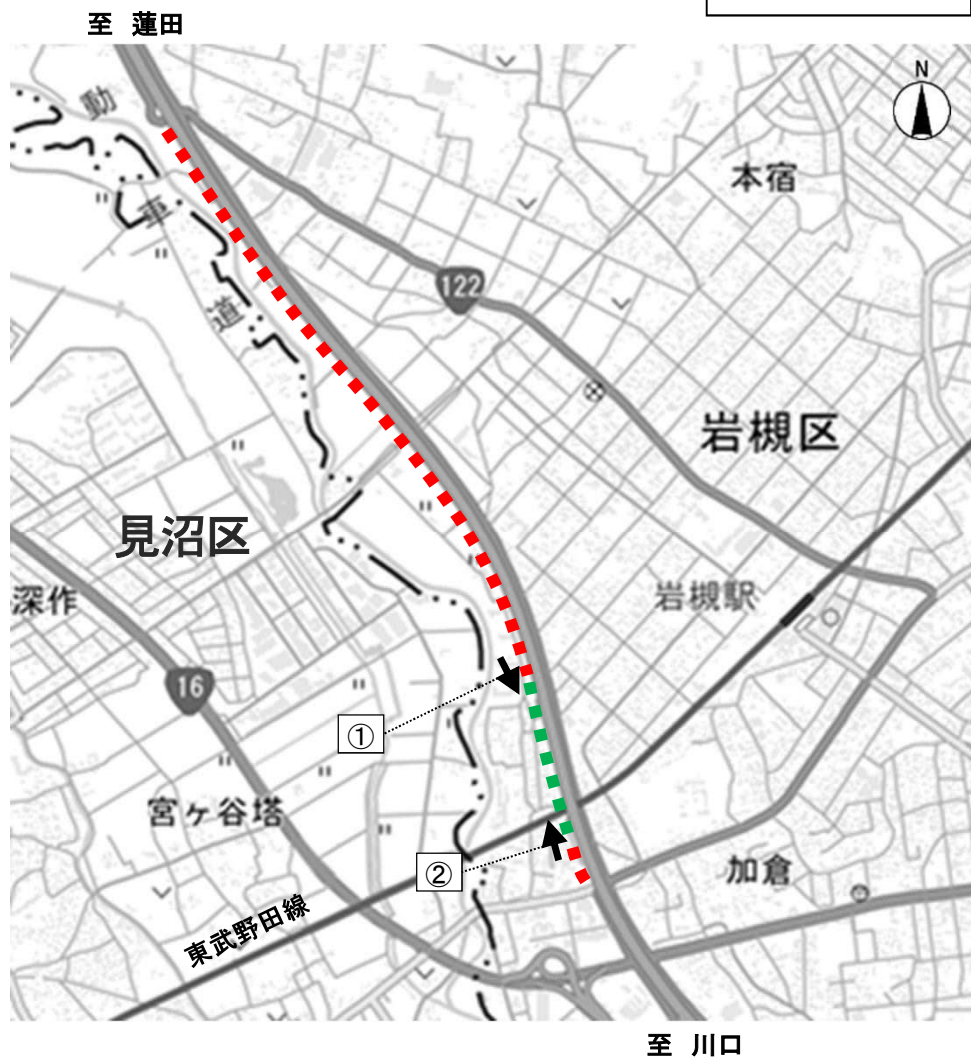 至 蓮田
N
動
車
道
本宿
122
岩槻区
見沼区
深作
岩槻駅
16
①
宮ヶ谷塔
②
加倉
東武野田線
至 川口